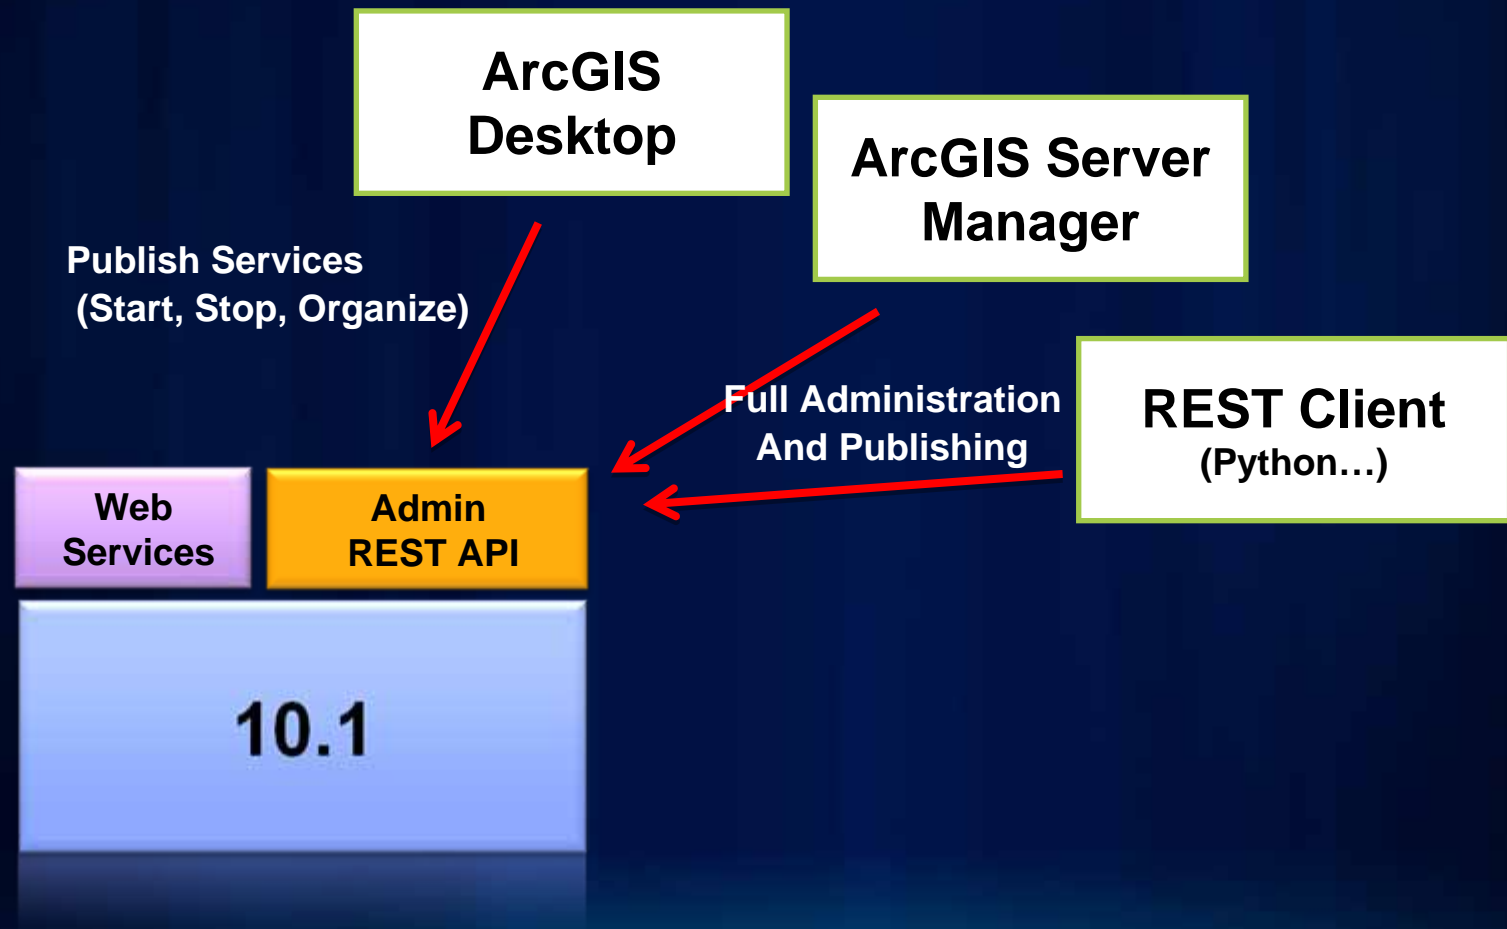 ArcGIS
Desktop
ArcGIS Server
Manager
Publish Services
(Start, Stop, Organize)
Full Administration
And Publishing
REST Client
(Python…)
Web
Services
Admin
REST API
10.1